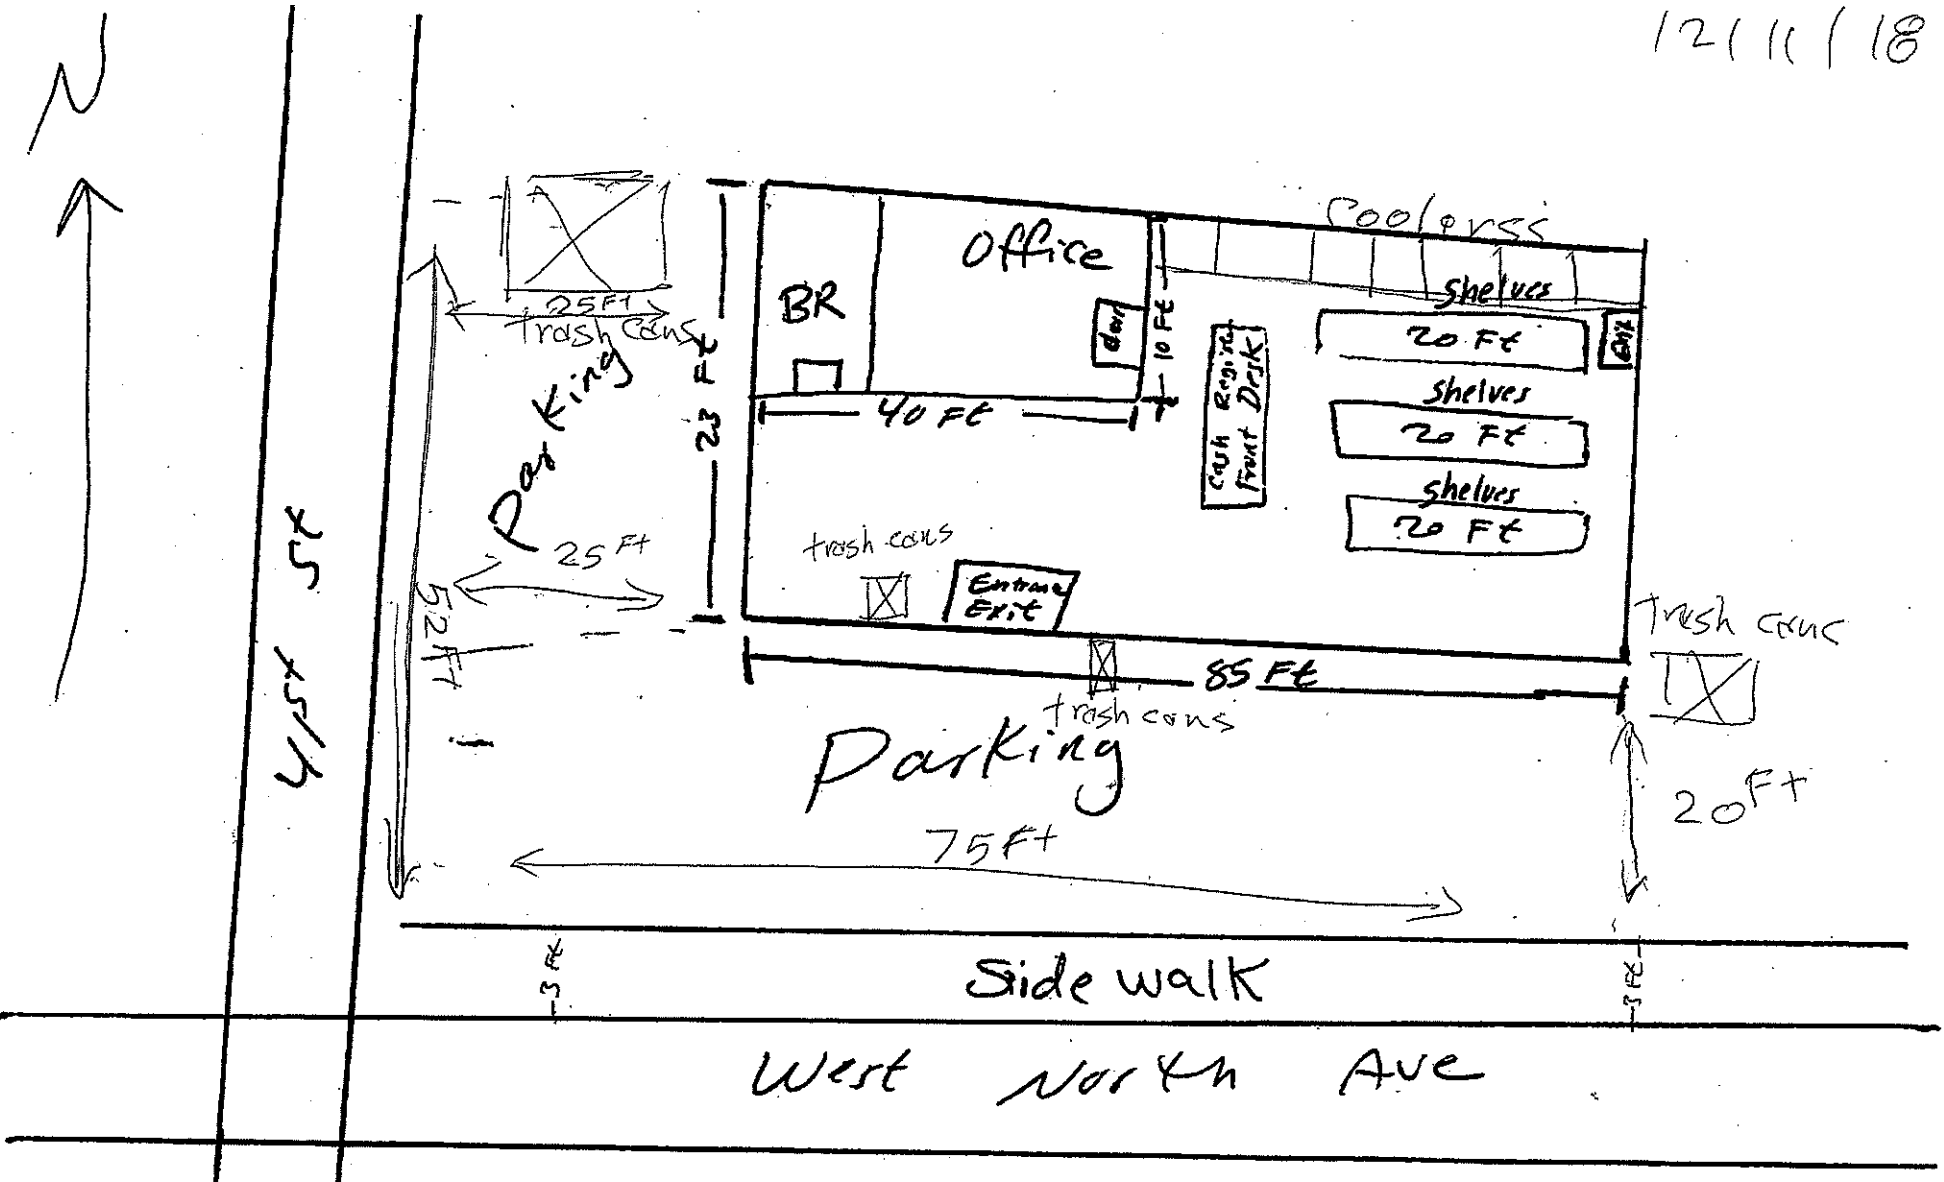 12/11/18
N
Coolerss
Office
BR
door
10 Ft
Shelves
20 Ft
Exit
25 FT
trash cans
Parking
23 Ft
40 Ft
Cash Register
Front Desk
Shelves
20 Ft
Shelves
20 Ft
25 Ft
trash cans
Entrance
Exit
52 FT
41st St
trash cans
85 Ft
trash cans
Parking
20 Ft
75 Ft
3 ft
Side walk
3 ft
West North Ave